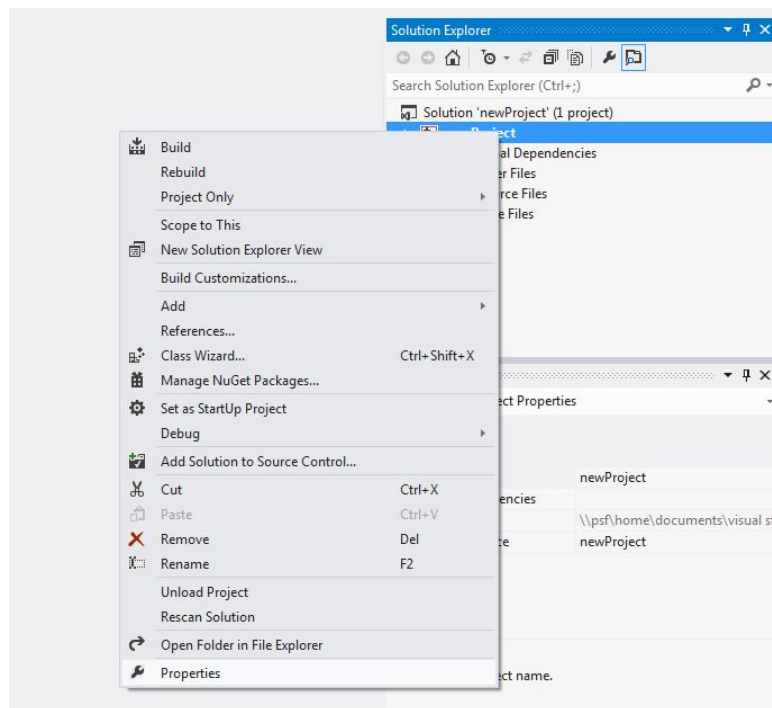 Solution Explorer
Search Solution Explorer (Ctrl+;)
Solution 'newProject' (1 project)
Project
al Dependencies
er Files
rce Files
e Files
Build
Rebuild
Project Only
Scope to This
New Solution Explorer View
Build Customizations...
Add
References...
Class Wizard... Ctrl+Shift+X
Manage NuGet Packages...
Set as StartUp Project
Debug
Add Solution to Source Control...
Cut Ctrl+X
Paste Ctrl+V
Remove Del
Rename F2
Unload Project
Rescan Solution
Open Folder in File Explorer
Properties
ect Properties
newProject
encies
\\psf\home\documents\visual s
ce newProject
ect name.